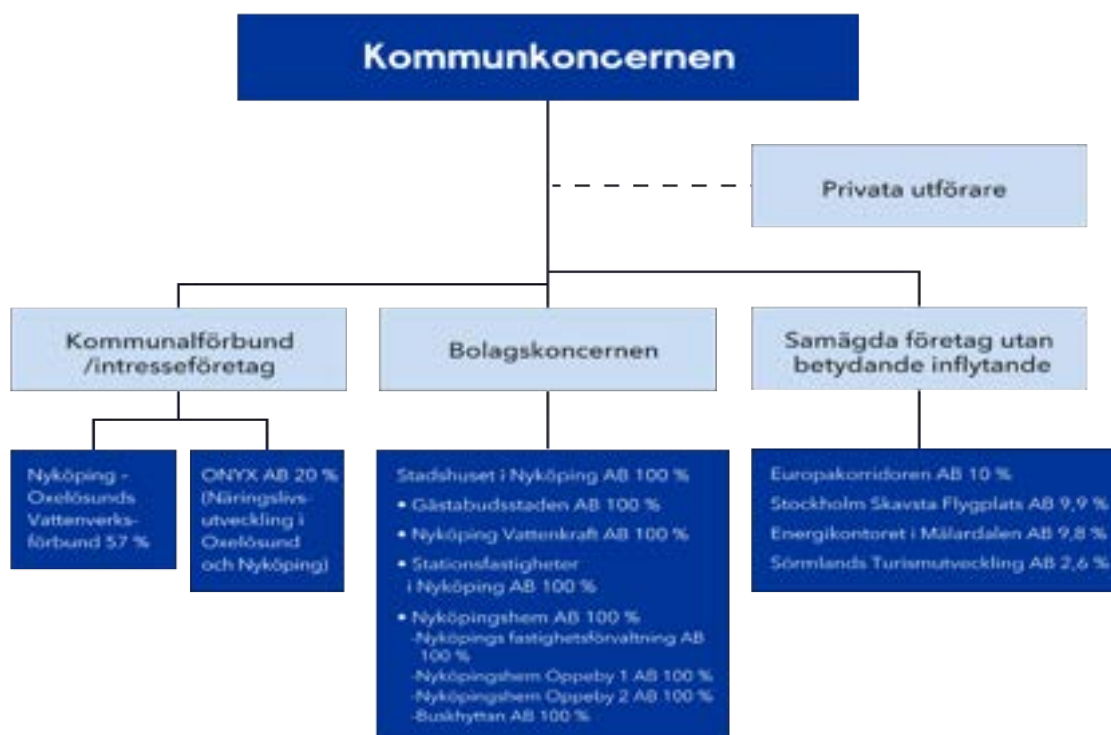 Kommunkoncernen
Privata utförare
Kommunalförbund
/intresseföretag
Bolagskoncernen
Samägda företag utan
betydande inflytande
Nyköping –
Oxelösunds
Vattenverks-
förbund 57 %
ONYX AB 20 %
(Näringslivs-
utveckling i
Oxelösund
och Nyköping)
Stadshuset i Nyköping AB 100 %
• Gästabudsstaden AB 100 %
• Nyköping Vattenkraft AB 100 %
• Stationsfastigheter
i Nyköping AB 100 %
• Nyköpingshem AB 100 %
-Nyköpings fastighetsförvaltning AB
100 %
-Nyköpingshem Oppeby 1 AB 100 %
-Nyköpingshem Oppeby 2 AB 100 %
-Buskhyttan AB 100 %
Europakorridoren AB 10 %
Stockholm Skavsta Flygplats AB 9,9 %
Energikontoret i Mälardalen AB 9,8 %
Sörmlands Turismutveckling AB 2,6 %